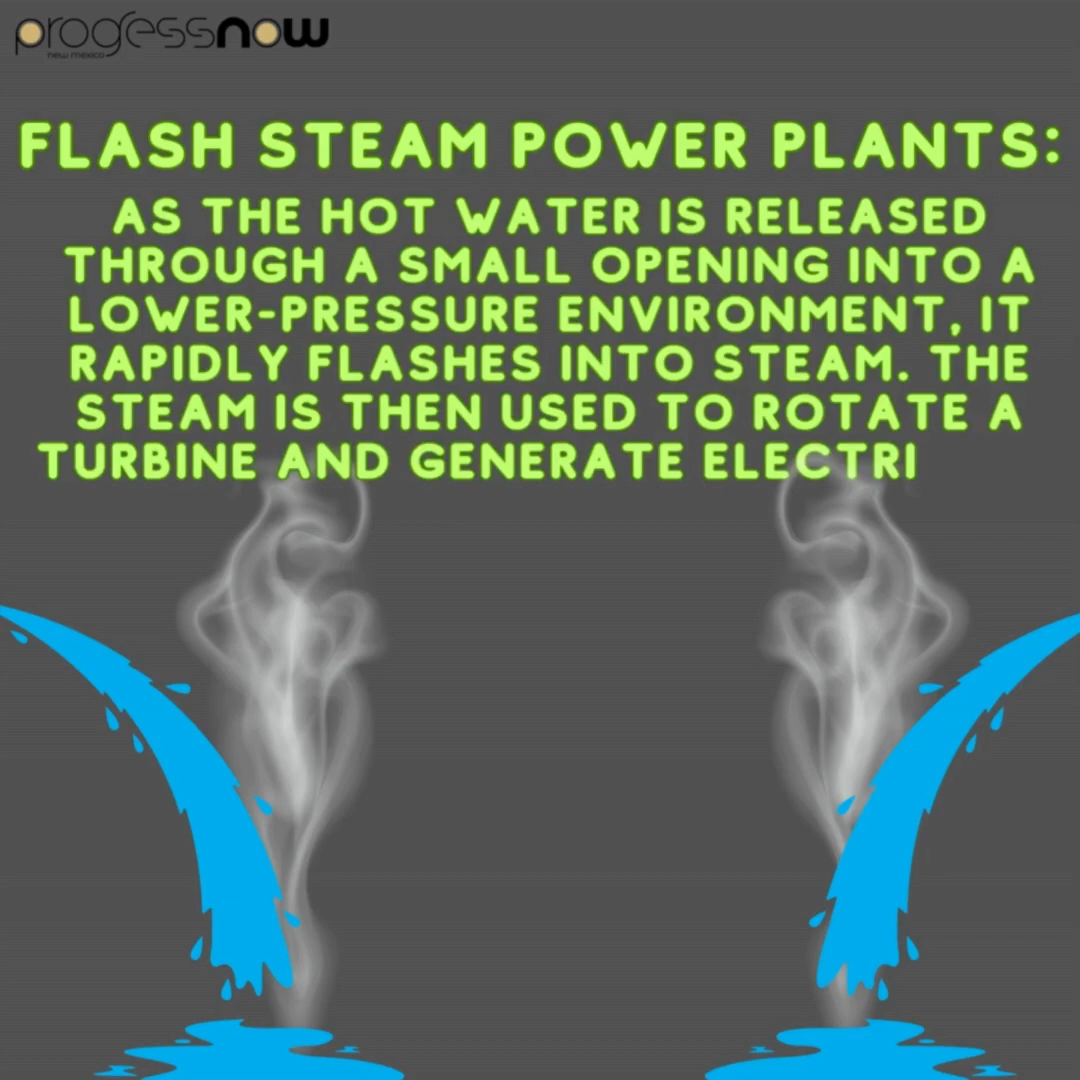 progessnow
new mexico
FLASH STEAM POWER PLANTS:
AS THE HOT WATER IS RELEASED
THROUGH A SMALL OPENING INTO A
LOWER-PRESSURE ENVIRONMENT, IT
RAPIDLY FLASHES INTO STEAM. THE
STEAM IS THEN USED TO ROTATE A
TURBINE AND GENERATE ELECTRI